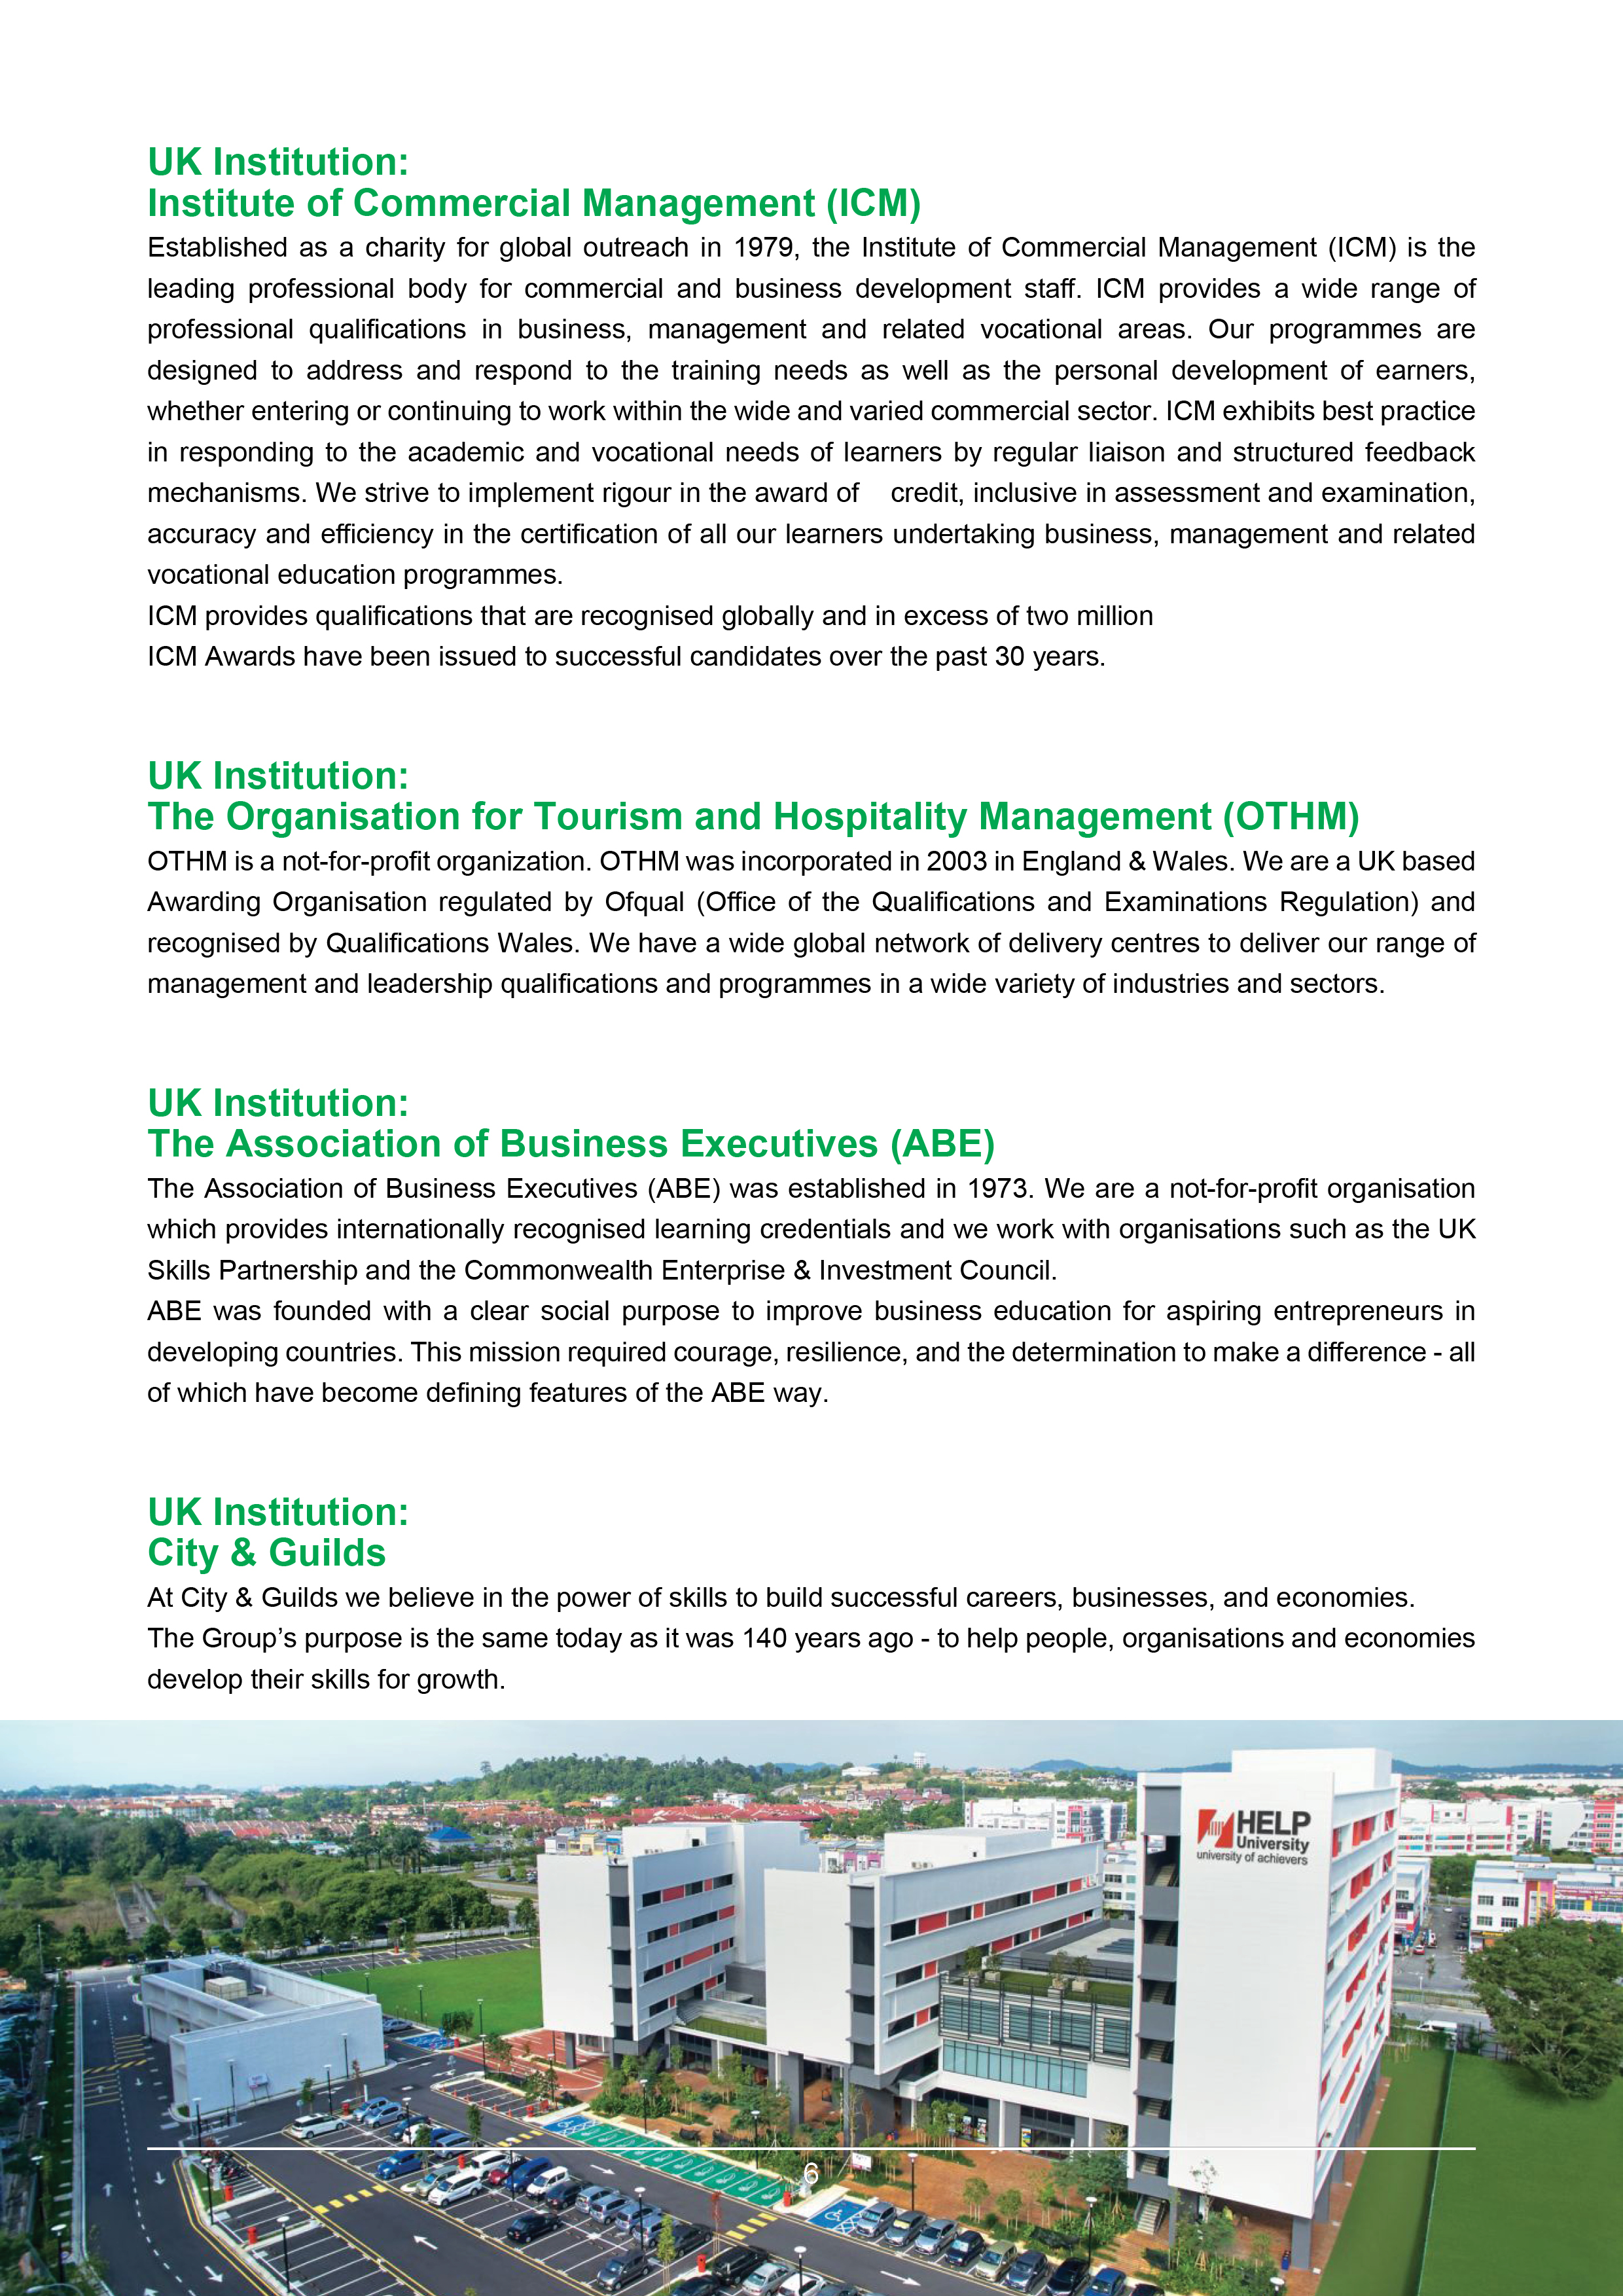 UK Institution:
Institute of Commercial Management (ICM)
Established as a charity for global outreach in 1979, the Institute of Commercial Management (ICM) is the
leading professional body for commercial and business development staff. ICM provides a wide range of
professional qualifications in business, management and related vocational areas. Our programmes are
designed to address and respond to the training needs as well as the personal development of earners,
whether entering or continuing to work within the wide and varied commercial sector. ICM exhibits best practice
in responding to the academic and vocational needs of learners by regular liaison and structured feedback
mechanisms. We strive to implement rigour in the award of credit, inclusive in assessment and examination,
accuracy and efficiency in the certification of all our learners undertaking business, management and related
vocational education programmes.
ICM provides qualifications that are recognised globally and in excess of two million
ICM Awards have been issued to successful candidates over the past 30 years.
UK Institution:
The Organisation for Tourism and Hospitality Management (OTHM)
OTHM is a not-for-profit organization. OTHM was incorporated in 2003 in England & Wales. We are a UK based
Awarding Organisation regulated by Ofqual (Office of the Qualifications and Examinations Regulation) and
recognised by Qualifications Wales. We have a wide global network of delivery centres to deliver our range of
management and leadership qualifications and programmes in a wide variety of industries and sectors.
UK Institution:
The Association of Business Executives (ABE)
The Association of Business Executives (ABE) was established in 1973. We are a not-for-profit organisation
which provides internationally recognised learning credentials and we work with organisations such as the UK
Skills Partnership and the Commonwealth Enterprise & Investment Council.
ABE was founded with a clear social purpose to improve business education for aspiring entrepreneurs in
developing countries. This mission required courage, resilience, and the determination to make a difference - all
of which have become defining features of the ABE way.
UK Institution:
City & Guilds
At City & Guilds we believe in the power of skills to build successful careers, businesses, and economies.
The Group’s purpose is the same today as it was 140 years ago - to help people, organisations and economies
develop their skills for growth.
HELP
University
university of achievers
6